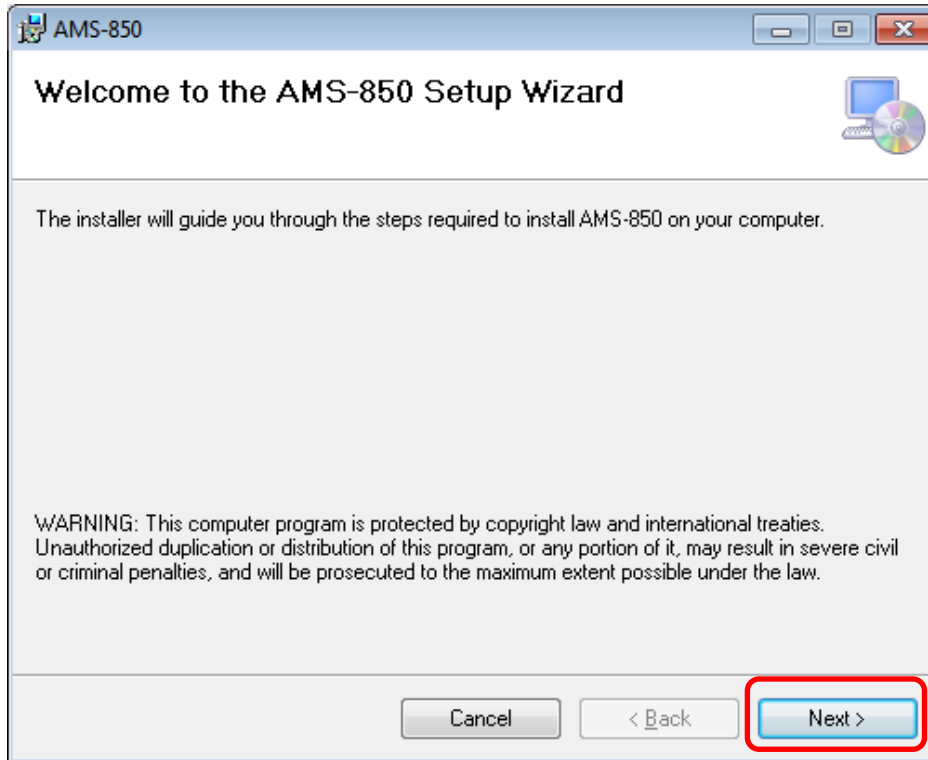 AMS-850
Welcome to the AMS-850 Setup Wizard
The installer will guide you through the steps required to install AMS-850 on your computer.
WARNING: This computer program is protected by copyright law and international treaties.
Unauthorized duplication or distribution of this program, or any portion of it, may result in severe civil
or criminal penalties, and will be prosecuted to the maximum extent possible under the law.
Cancel
< Back
Next >